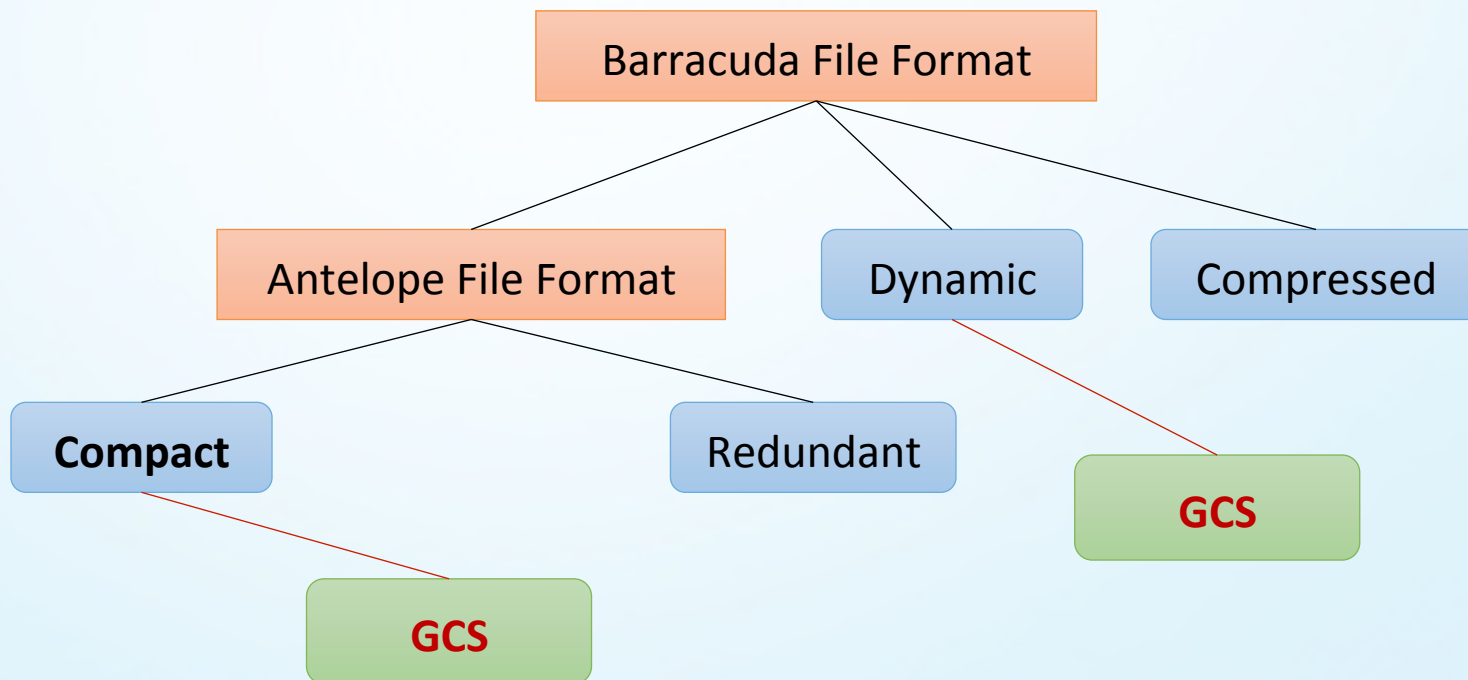 Barracuda File Format
Antelope File Format
Dynamic
Compressed
Compact
Redundant
GCS
GCS